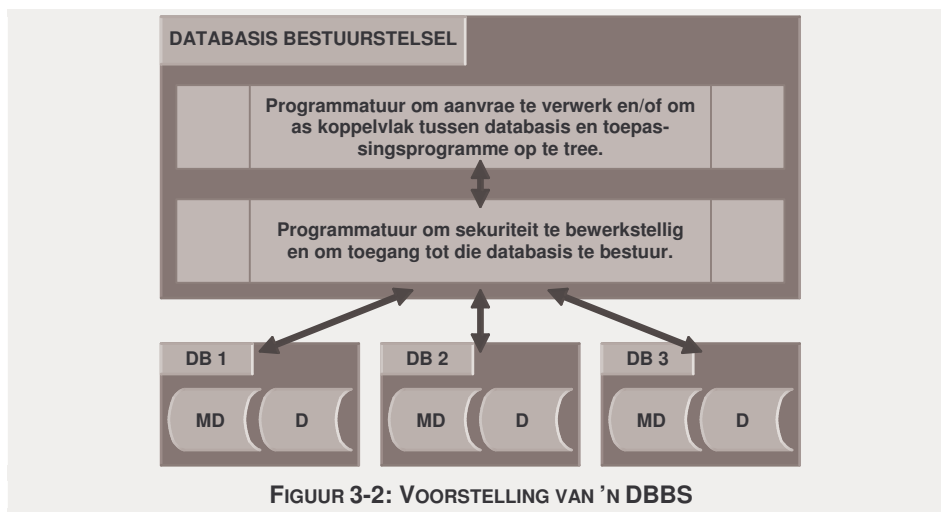 DATABASIS BESTUURSTELSEL
Programmatuur om aanvrae te verwerk en/of om
as koppelvlak tussen databasis en toepas-
singsprogramme op te tree.
Programmatuur om sekuriteit te bewerkstellig
en om toegang tot die databasis te bestuur.
DB 1
DB 2
DB 3
MD D MD D MD D
FIGUUR 3-2: VOORSTELLING VAN ’N DBBS